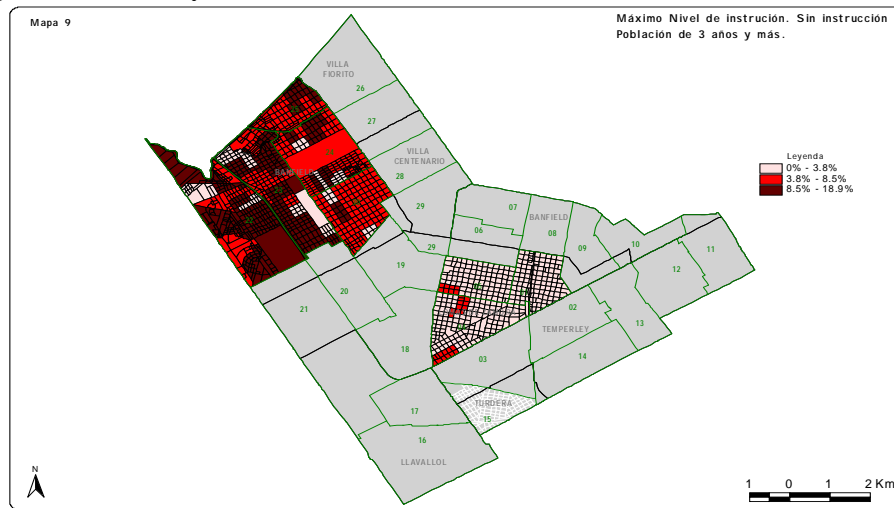 Mapa 9
Máximo Nivel de instrución. Sin instrucción
Población de 3 años y más.
VILLA
FIORITO
26
27
VILLA
CENTENARIO
28
29
BANFIELD
22
Leyenda
0% - 3.8%
3.8% - 8.5%
8.5% - 18.9%
07
06
BANFIELD
08
09
10
11
12
13
29
19
20
21
18
02
TEMPERLEY
14
03
17
16
LLAVALLOL
TURDERA
15
N
1 0 1 2 Km